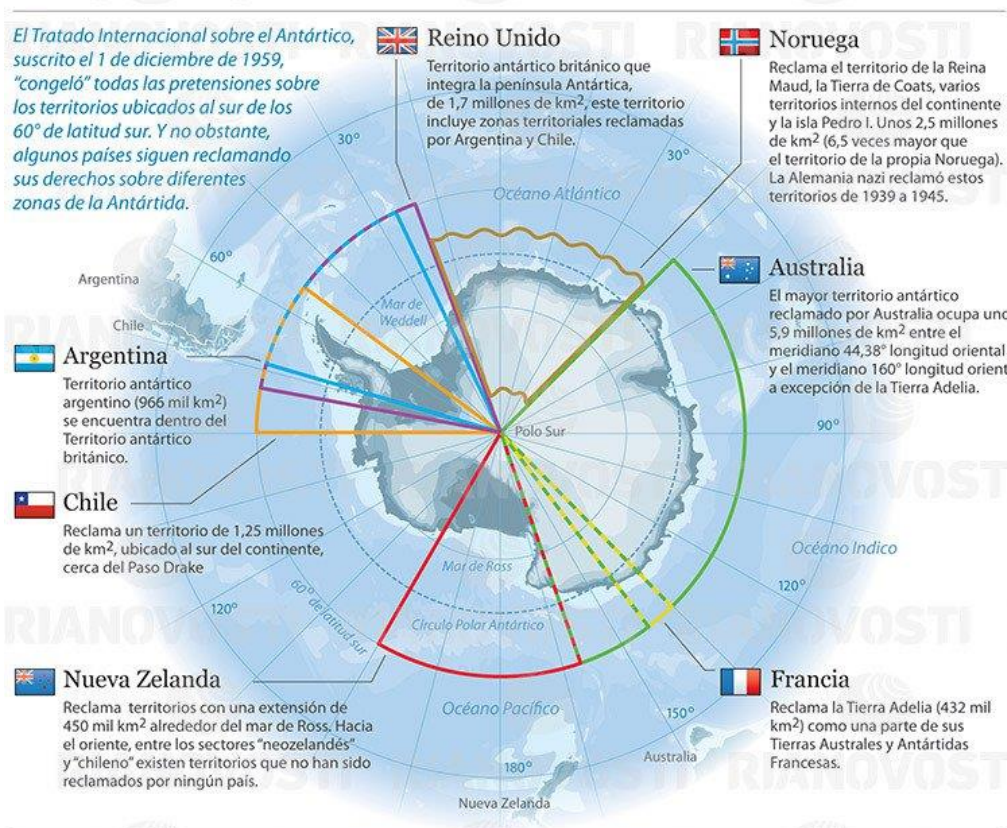 El Tratado Internacional sobre el Antártico,
suscrito el 1 de diciembre de 1959,
"congeló" todas las pretensiones sobre
los territorios ubicados al sur de los
60° de latitud sur. Y no obstante,
algunos países siguen reclamando
sus derechos sobre diferentes
zonas de la Antártida.
Reino Unido
Territorio antártico británico que
integra la península Antártica,
de 1,7 millones de km², este territorio
incluye zonas territoriales reclamadas
por Argentina y Chile.
Noruega
Reclama el territorio de la Reina
Maud, la Tierra de Coats, varios
territorios internos del continente
y la isla Pedro I. Unos 2,5 millones
de km² (6,5 veces mayor que
el territorio de la propia Noruega).
La Alemania nazi reclamó estos
territorios de 1939 a 1945.
30°
30°
Océano Atlántico
60°
Argentina
Chile
Mar de
Weddell
Australia
El mayor territorio antártico
reclamado por Australia ocupa uno
5,9 millones de km² entre el
meridiano 44,38° longitud oriental
y el meridiano 160° longitud orient
a excepción de la Tierra Adelia.
Argentina
Territorio antártico
argentino (966 mil km²)
se encuentra dentro del
Territorio antártico
británico.
Polo Sur
90°
Chile
Reclama un territorio de 1,25 millones
de km², ubicado al sur del continente,
cerca del Paso Drake
Océano Indico
Mar de Ross
120°
120°
60° de latitud sur
Círculo Polar Antártico
Nueva Zelanda
Reclama territorios con una extensión de
450 mil km² alrededor del mar de Ross. Hacia
el oriente, entre los sectores "neozelandés"
y "chileno" existen territorios que no han sido
reclamados por ningún país.
Océano Pacífico
150°
180°
Australia
Nueva Zelanda
Francia
Reclama la Tierra Adelia (432 mil
km²) como una parte de sus
Tierras Australes y Antártidas
Francesas.
RIANOVOSTI